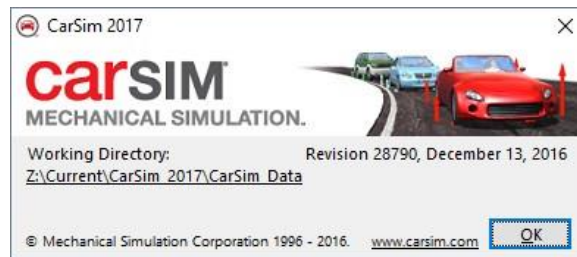 CarSim 2017
carSIM
MECHANICAL SIMULATION.
Working Directory:
Revision 28790, December 13, 2016
Z:\Current\CarSim_2017\CarSim_Data
© Mechanical Simulation Corporation 1996 - 2016.
www.carsim.com
OK